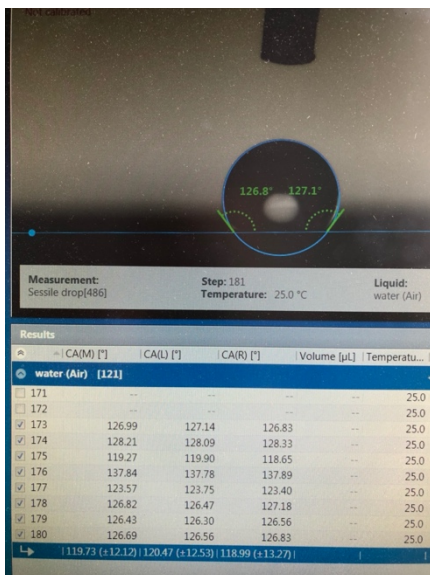 Not calibrated
126.8° 127.1°
Measurement: Step: 181 Liquid:
Sessile drop[486] Temperature: 25.0 °C water (Air)
Results
CA(M) [°] CA(L) [°] CA(R) [°] Volume [µL] Temperatu...
water (Air) [121]
171 -- -- -- -- 25.0
172 -- -- -- -- 25.0
173 126.99 127.14 126.83 -- 25.0
174 128.21 128.09 128.33 -- 25.0
175 119.27 119.90 118.65 -- 25.0
176 137.84 137.78 137.89 -- 25.0
177 123.57 123.75 123.40 -- 25.0
178 126.82 126.47 127.18 -- 25.0
179 126.43 126.30 126.56 -- 25.0
180 126.69 126.56 126.83 -- 25.0
119.73 (±12.12) 120.47 (±12.53) 118.99 (±13.27)